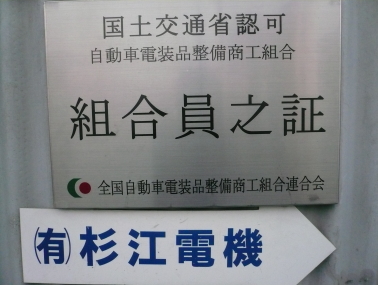 国土交通省認可
自動車電装品整備商工組合
組合員之証
全国自動車電装品整備商工組合連合会
㈲杉江電機